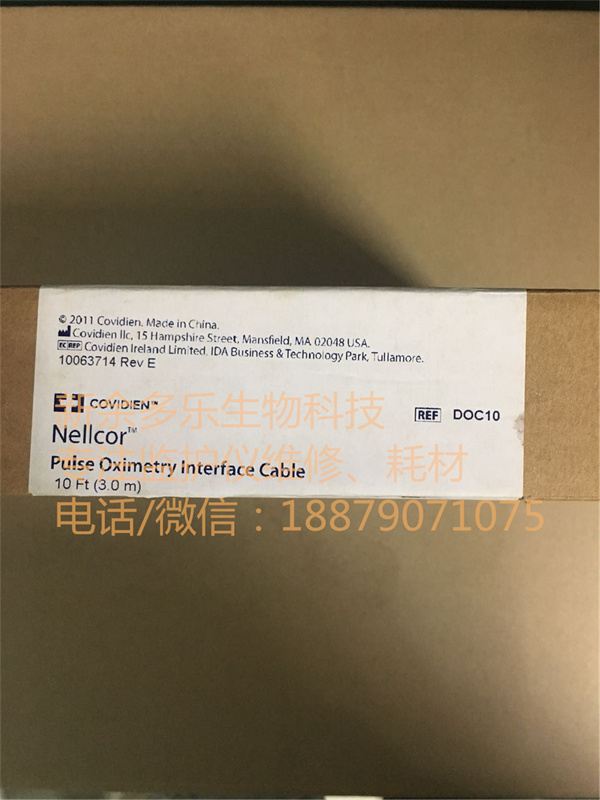 © 2011 Covidien. Made in China.
Covidien llc, 15 Hampshire Street, Mansfield, MA 02048 USA.
EC REP Covidien Ireland Limited, IDA Business & Technology Park, Tullamore.
10063714 Rev E
COVIDIEN™
余多乐生物科技
REF DOC10
Nellcor™
监护仪维修、耗材
Pulse Oximetry Interface Cable
10 Ft (3.0 m)
电话/微信：18879071075